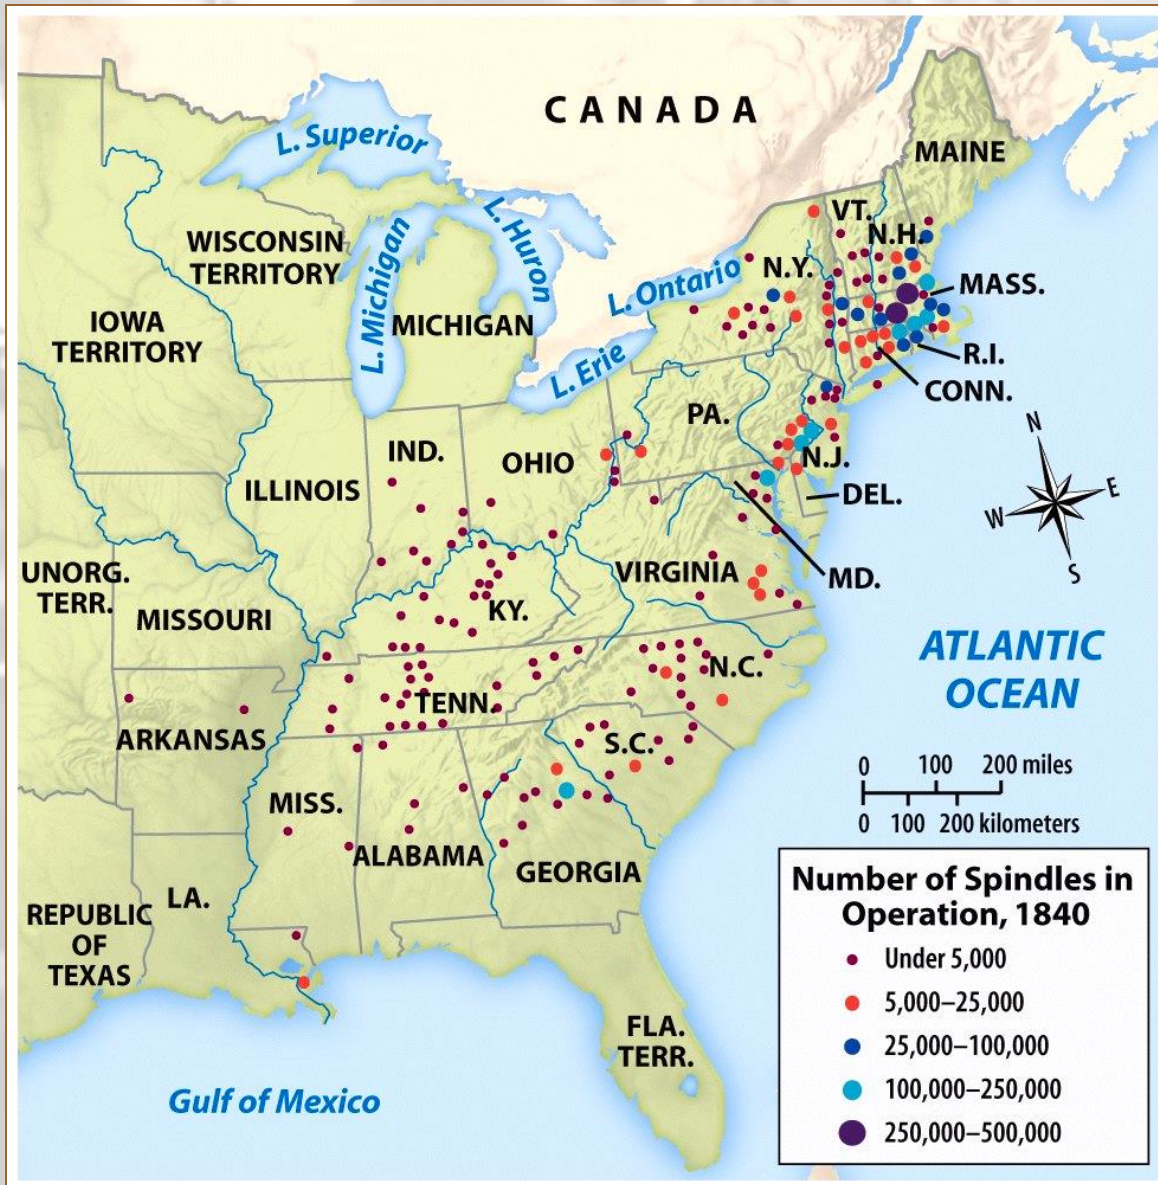 CANADA
L. Superior
MAINE
VT.
N.H.
L. Huron
L. Michigan
WISCONSIN
TERRITORY
N.Y.
L. Ontario
MASS.
IOWA
TERRITORY
MICHIGAN
L. Erie
R.I.
CONN.
PA.
IND.
OHIO
N.J.
ILLINOIS
DEL.
N
E
W
S
UNORG.
TERR.
MISSOURI
VIRGINIA
MD.
KY.
ATLANTIC
OCEAN
N.C.
TENN.
ARKANSAS
S.C.
MISS.
ALABAMA
GEORGIA
LA.
REPUBLIC
OF
TEXAS
FLA.
TERR.
Gulf of Mexico
0 100 200 miles
0 100 200 kilometers
Number of Spindles in
Operation, 1840
Under 5,000
5,000–25,000
25,000–100,000
100,000–250,000
250,000–500,000